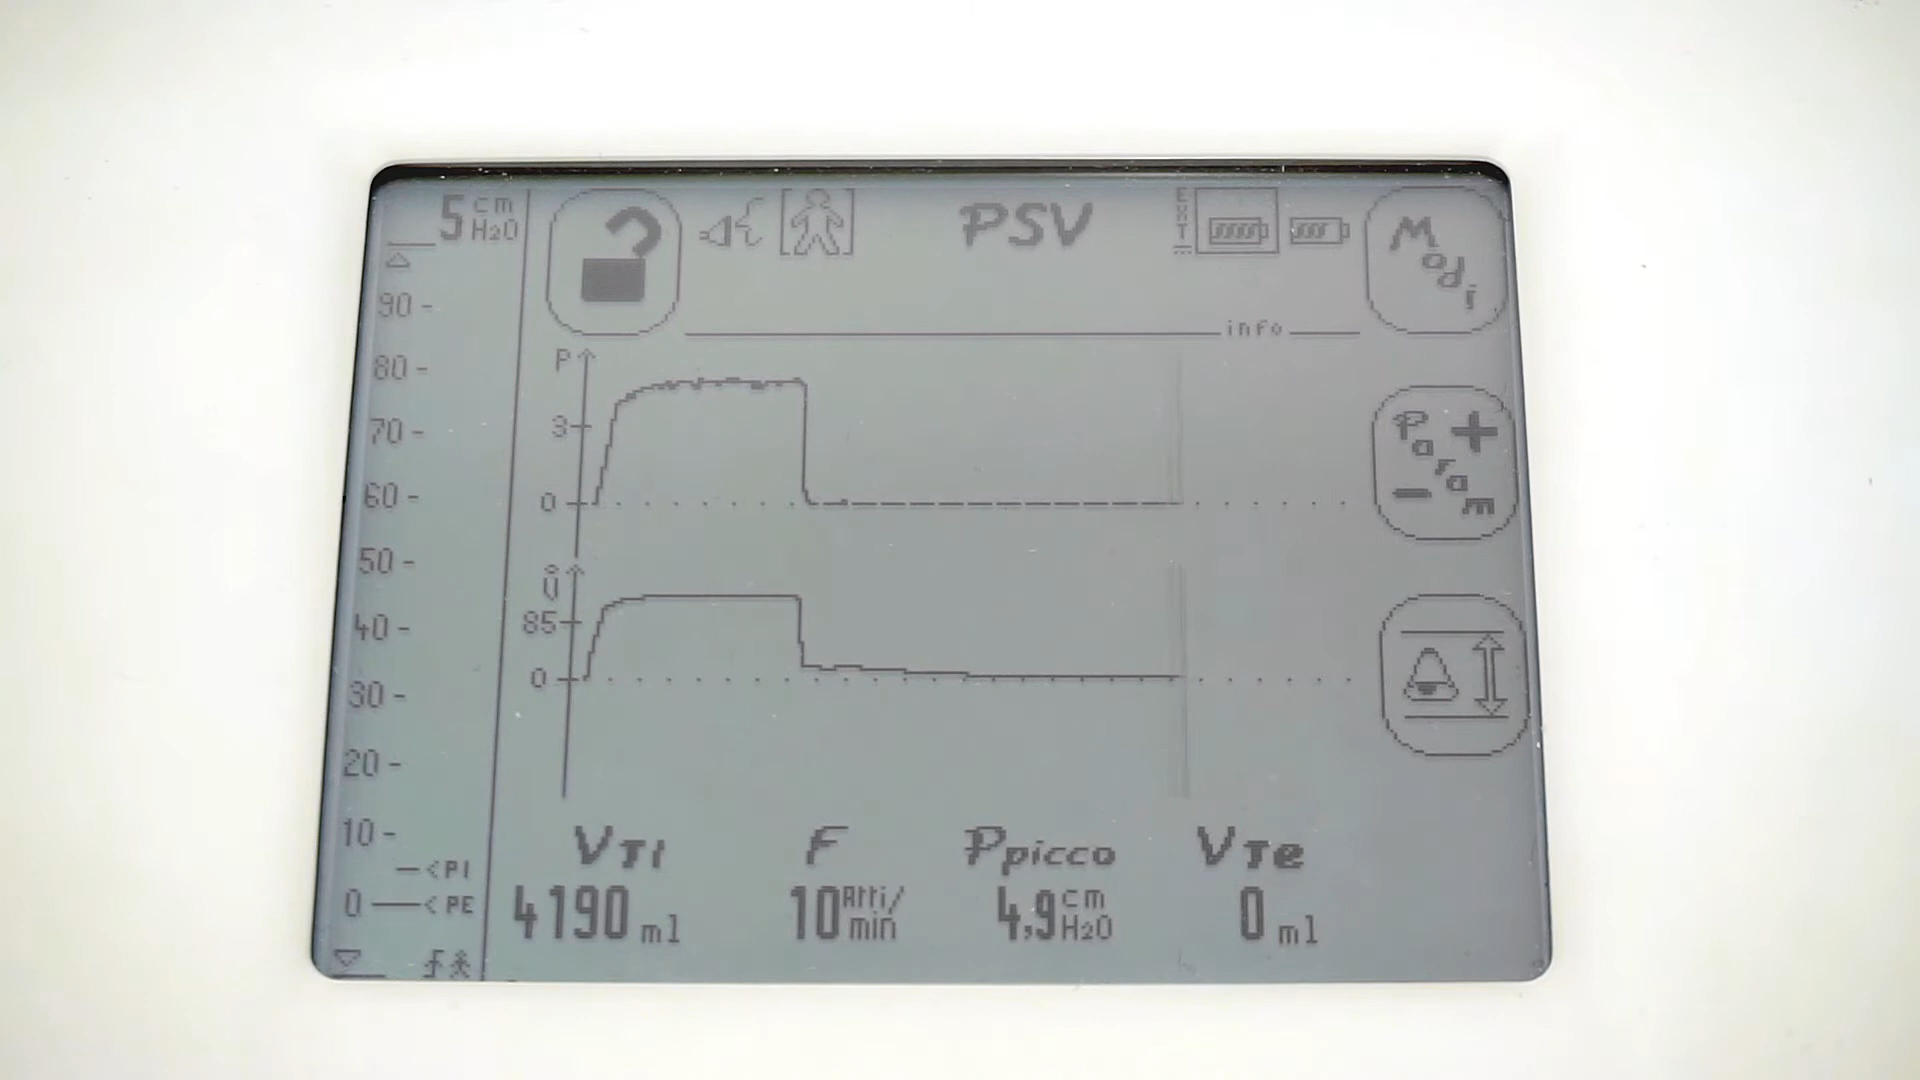 5 cm H2O
PSV
EXT
Modi
info
90
80
70
60
50
40
30
20
10
0
<PI
<PE
P
3
0
85
0
Param
+
-
VTi
F
Ppicco
VTe
4190 ml
10 Atti/min
4,9 cm H2O
0 ml